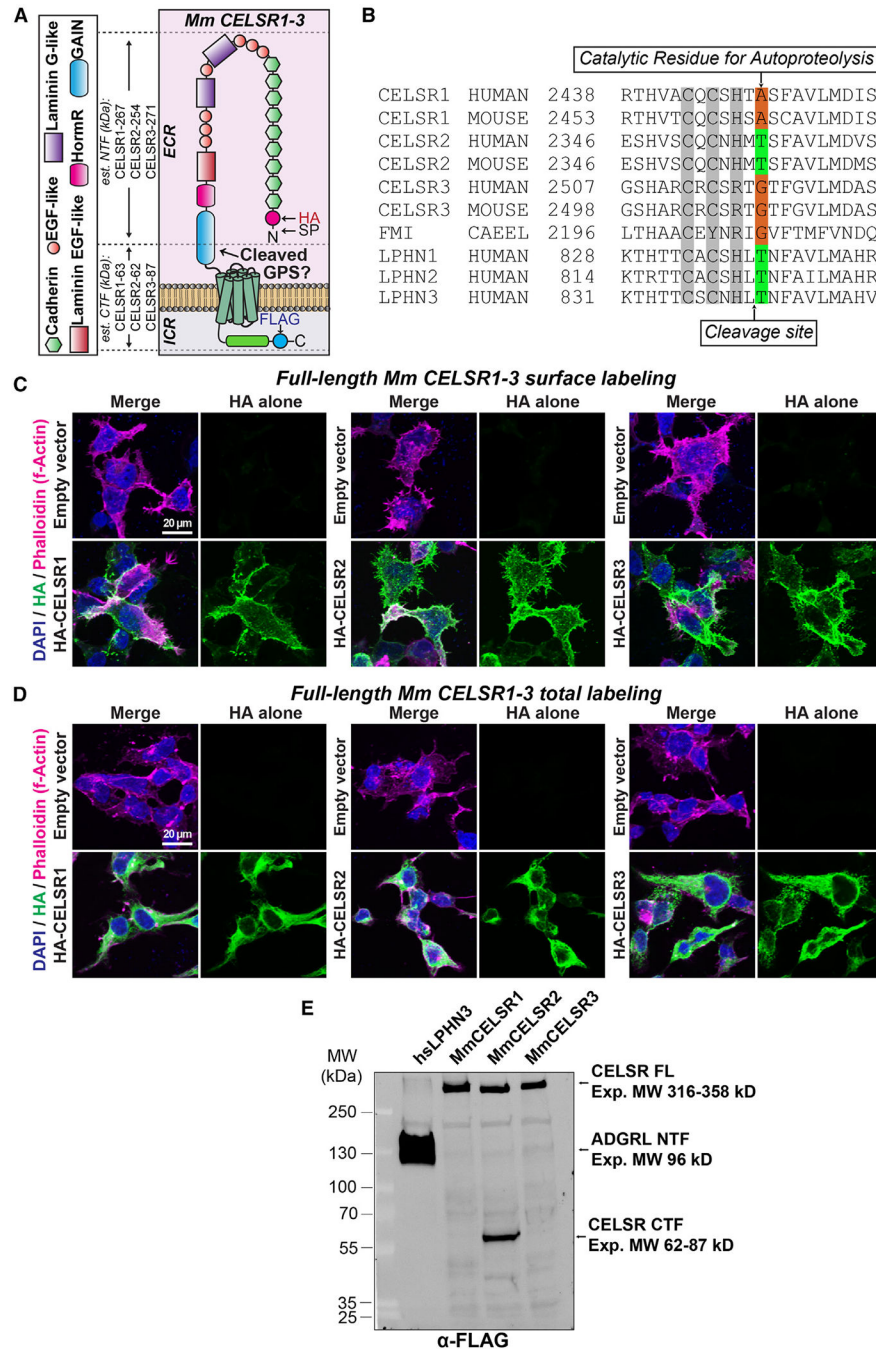 A
Mm CELSR1-3
Cadherin
EGF-like
Laminin G-like
Laminin EGF-like
HormR
GAIN
est. NTF (kDa):
CELSR1-267
CELSR2-254
CELSR3-271
est. CTF (kDa):
CELSR1-63
CELSR2-62
CELSR3-87
ECR
ICR
HA
SP
N
Cleaved
GPS?
FLAG
C
B
Catalytic Residue for Autoproteolysis
CELSR1 HUMAN 2438 RTHVACQCSHTASFAVLMDIS
CELSR1 MOUSE 2453 RTHVTCQCSHSASCAVLMDIS
CELSR2 HUMAN 2346 ESHVSCQCNHMTSFAVLMDVS
CELSR2 MOUSE 2346 ESHVSCQCNHMTSFAVLMDMS
CELSR3 HUMAN 2507 GSHARCRCSRTGTFGVLMDAS
CELSR3 MOUSE 2498 GSHARCRCSRTGTFGVLMDAS
FMI CAEEL 2196 LTHAACEYNRIGVFTMFVNDQ
LPHN1 HUMAN 828 KTHTTCACSHLTNFAVLMAHR
LPHN2 HUMAN 814 KTRTTCACSHLTNFAILMAHR
LPHN3 HUMAN 831 KTHTTCSCNHLTNFAVLMAHV
Cleavage site
C
Full-length Mm CELSR1-3 surface labeling
Merge HA alone Merge HA alone Merge HA alone
DAPI / HA / Phalloidin (f-Actin)
Empty vector
HA-CELSR1
20 µm
Empty vector
HA-CELSR2
Empty vector
HA-CELSR3
D
Full-length Mm CELSR1-3 total labeling
Merge HA alone Merge HA alone Merge HA alone
DAPI / HA / Phalloidin (f-Actin)
Empty vector
HA-CELSR1
20 µm
Empty vector
HA-CELSR2
Empty vector
HA-CELSR3
E
hsLPHN3
MmCELSR1
MmCELSR2
MmCELSR3
MW
(kDa)
250
130
100
70
55
35
25
CELSR FL
Exp. MW 316-358 kD
ADGRL NTF
Exp. MW 96 kD
CELSR CTF
Exp. MW 62-87 kD
α-FLAG